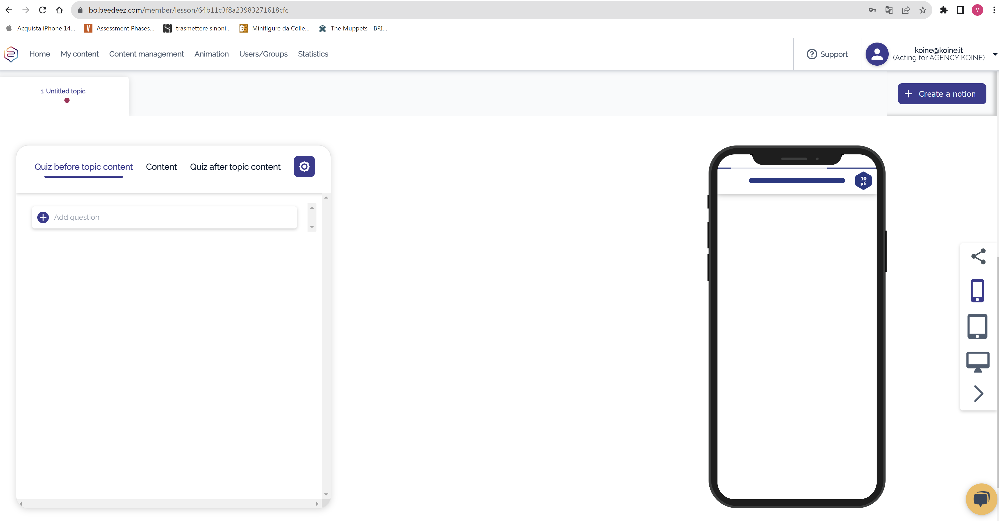 bo.beedeez.com/member/lesson/64b11c3f8a23983271618cfc
V
Acquista iPhone 14... Assessment Phases... trasmettere sinoni... Minifigure da Colle... The Muppets - BRI...
Home My content Content management Animation Users/Groups Statistics
Support
koine@koine.it
(Acting for AGENCY KOINE)
1. Untitled topic
Create a notion
Quiz before topic content Content Quiz after topic content
Add question
10
pti